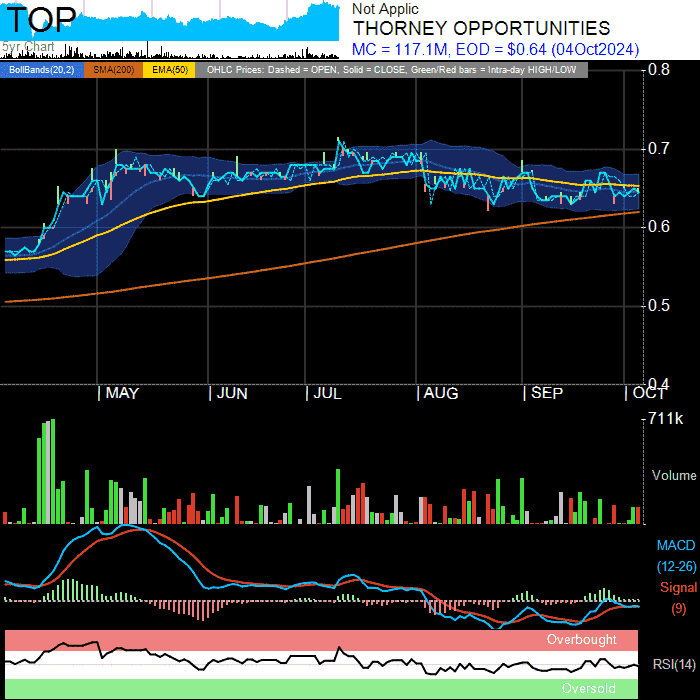 TOP
5yr Chart
Not Applic
THORNEY OPPORTUNITIES
MC = 117.1M, EOD = $0.64 (04Oct2024)
BollBands(20,2) SMA(200) EMA(50) OHLC Prices: Dashed = OPEN, Solid = CLOSE, Green/Red bars = Intra-day HIGH/LOW
0.8
0.7
0.6
0.5
0.4
MAY JUN JUL AUG SEP OCT
711k
Volume
MACD
(12-26)
Signal
(9)
Overbought
RSI(14)
Oversold